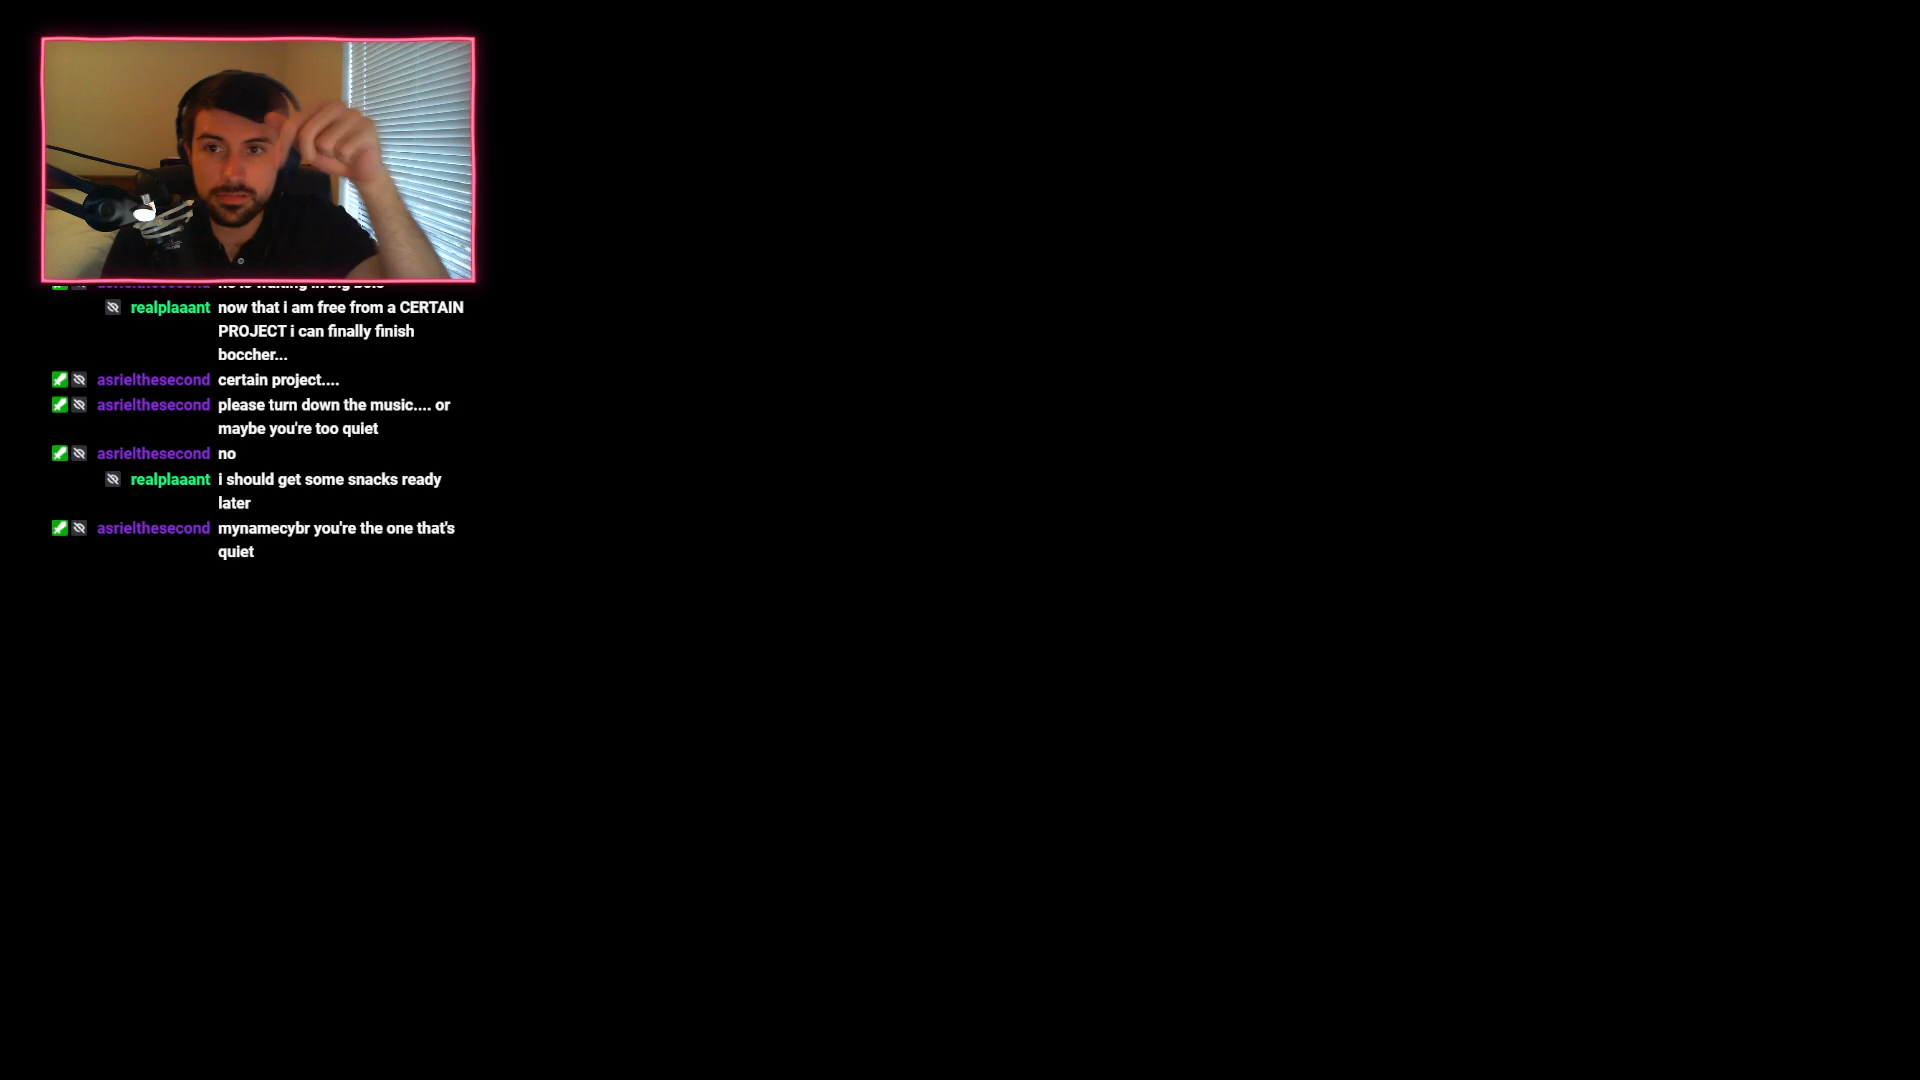 realplaaant now that i am free from a CERTAIN
PROJECT i can finally finish
boccher...
asrielthesecond certain project....
asrielthesecond please turn down the music.... or
maybe you're too quiet
asrielthesecond no
realplaaant i should get some snacks ready
later
asrielthesecond mynamecybr you're the one that's
quiet